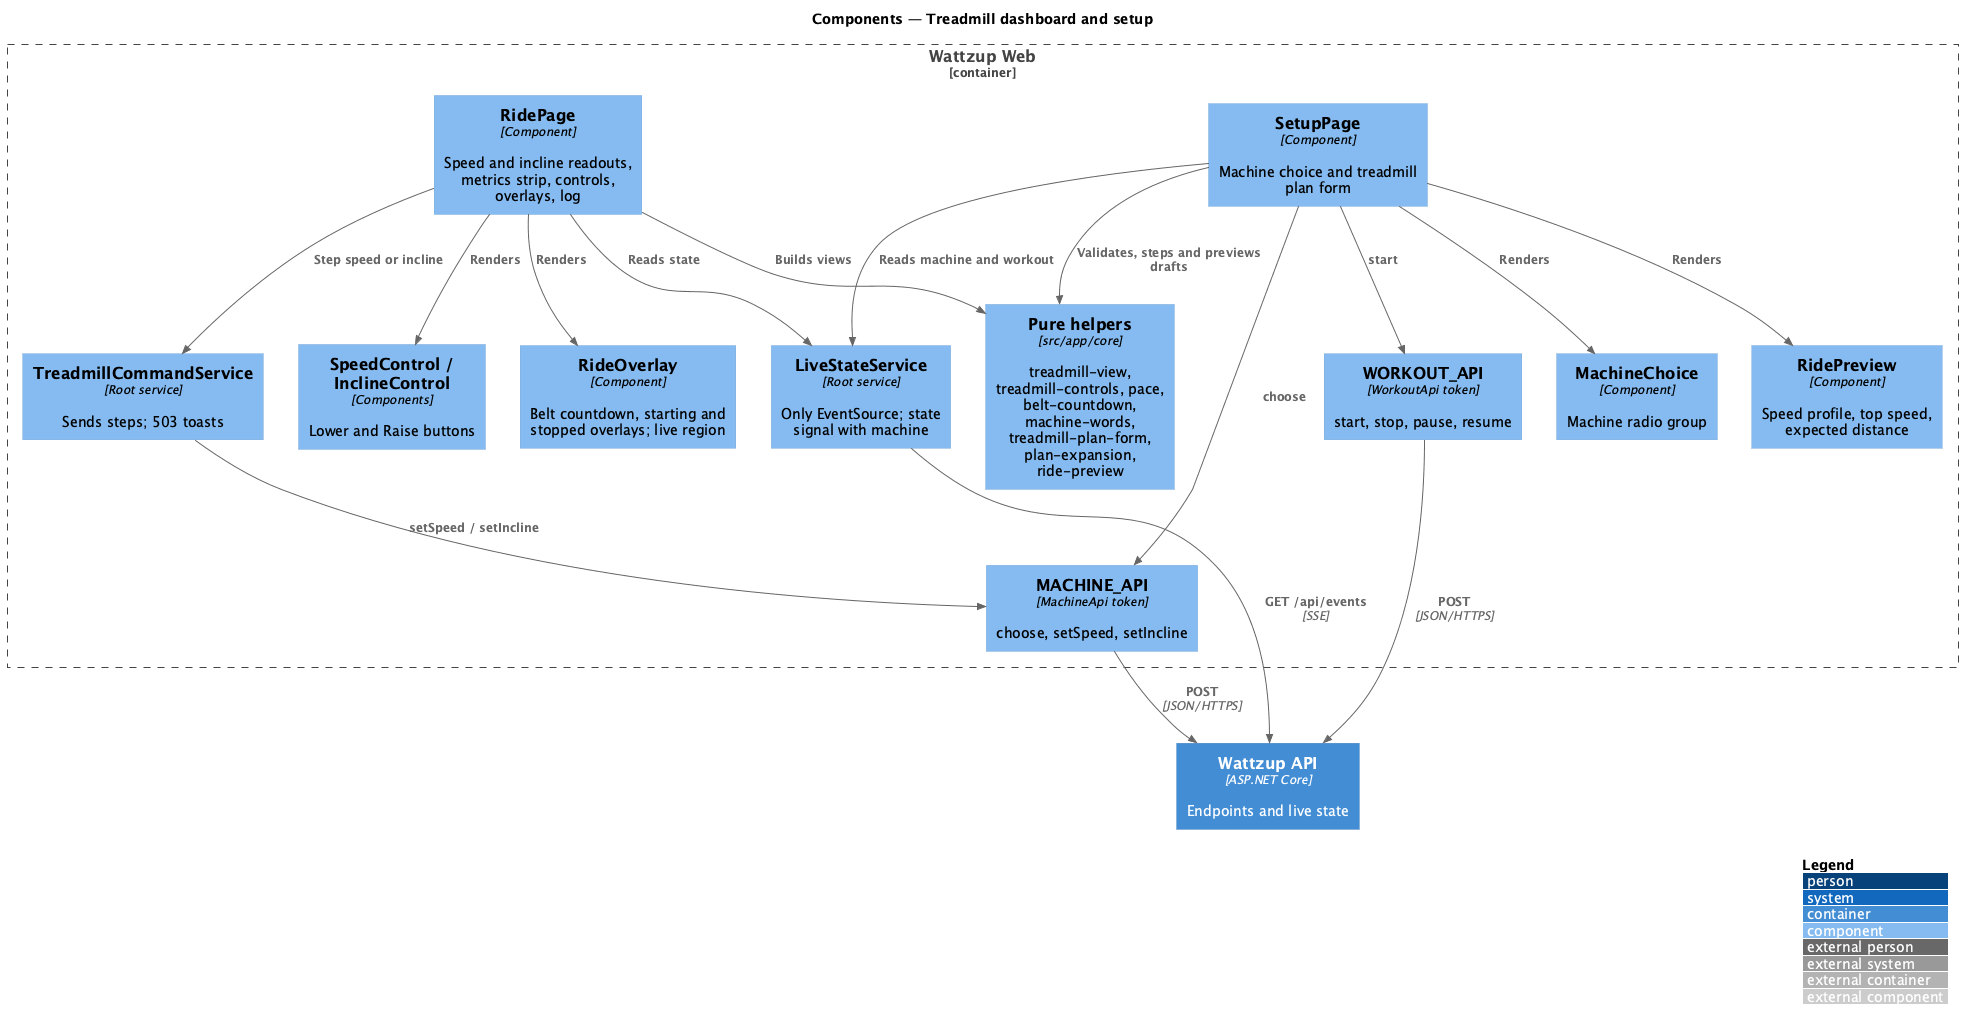 Components — Treadmill dashboard and setup
Wattzup Web
[container]
RidePage
[Component]
Speed and incline readouts,
metrics strip, controls,
overlays, log
SetupPage
[Component]
Machine choice and treadmill
plan form
Step speed or incline
Renders
Renders
Reads state
Builds views
Reads machine and workout
Validates, steps and previews
drafts
start
Renders
Renders
choose
TreadmillCommandService
[Root service]
Sends steps; 503 toasts
SpeedControl /
InclineControl
[Components]
Lower and Raise buttons
RideOverlay
[Component]
Belt countdown, starting and
stopped overlays; live region
LiveStateService
[Root service]
Only EventSource; state
signal with machine
Pure helpers
[src/app/core]
treadmill-view,
treadmill-controls, pace,
belt-countdown,
machine-words,
treadmill-plan-form,
plan-expansion,
ride-preview
WORKOUT_API
[WorkoutApi token]
start, stop, pause, resume
MachineChoice
[Component]
Machine radio group
RidePreview
[Component]
Speed profile, top speed,
expected distance
setSpeed / setIncline
MACHINE_API
[MachineApi token]
choose, setSpeed, setIncline
GET /api/events
[SSE]
POST
[JSON/HTTPS]
POST
[JSON/HTTPS]
Wattzup API
[ASP.NET Core]
Endpoints and live state
Legend
person
system
container
component
external person
external system
external container
external component